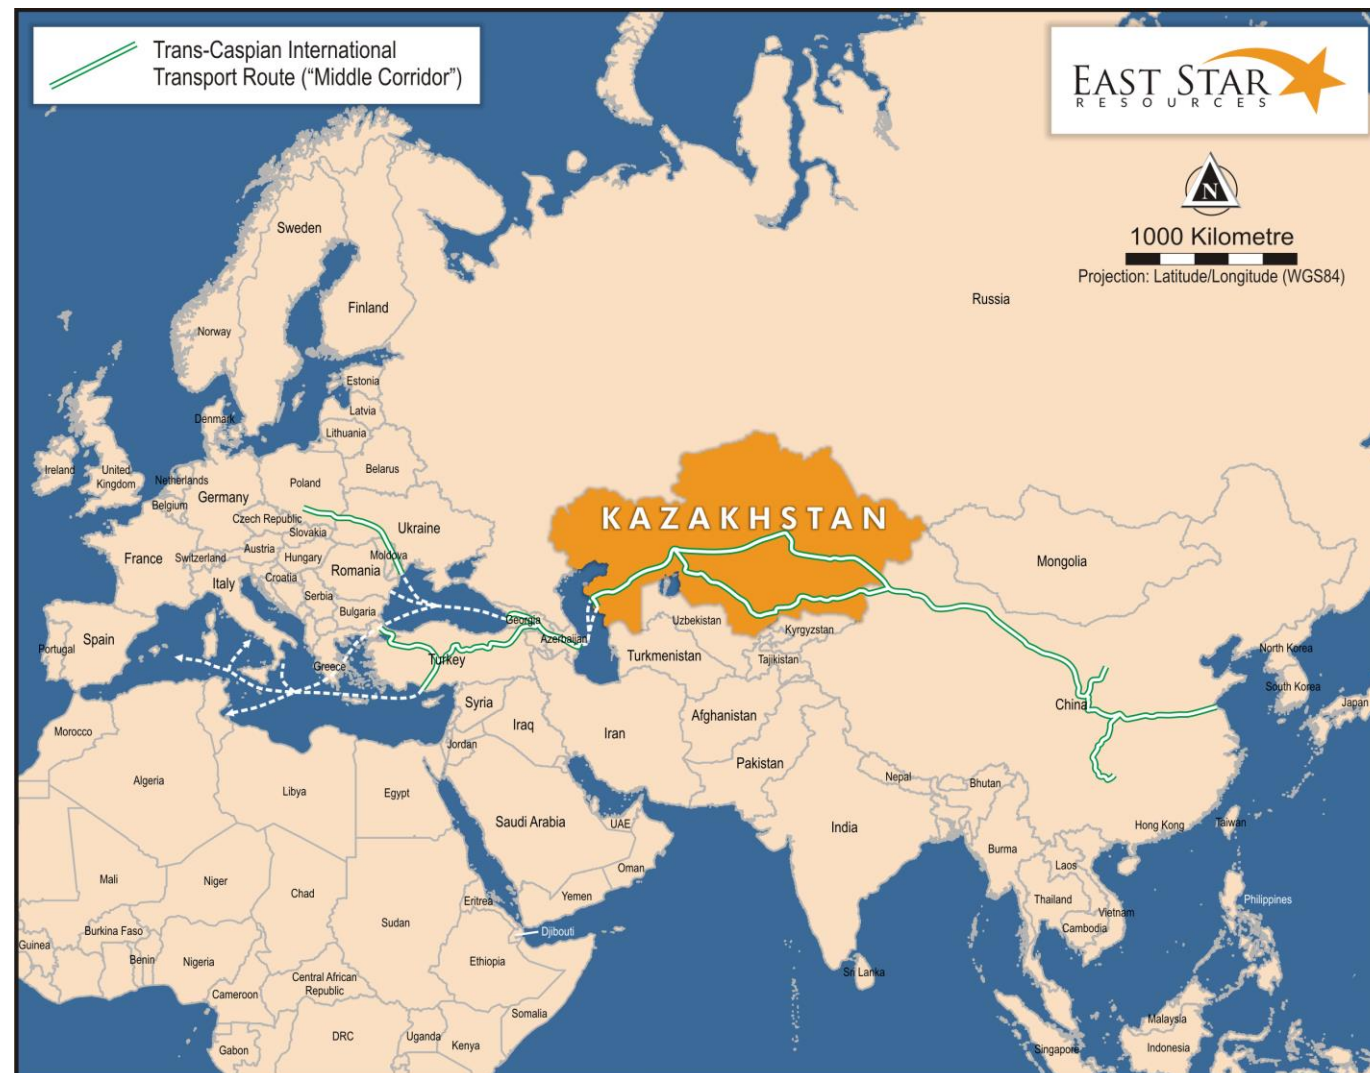 Trans-Caspian International
Transport Route (“Middle Corridor”)
EAST STAR
RESOURCES
N
1000 Kilometre
Projection: Latitude/Longitude (WGS84)
Sweden
Russia
Finland
Norway
Estonia
Latvia
Denmark
Lithuania
Belarus
Ireland
United
Kingdom
Netherlands
Poland
Germany
Belgium
Czech Republic
Ukraine
KAZAKHSTAN
Slovakia
France
Switzerland
Austria
Hungary
Moldova
Mongolia
Romania
Italy
Croatia
Serbia
Bulgaria
Georgia
Uzbekistan
Kyrgyzstan
Portugal
Spain
Azerbaijan
Greece
Turkey
Turkmenistan
Tajikistan
North Korea
South Korea
Syria
China
Japan
Morocco
Iraq
Iran
Afghanistan
Jordan
Pakistan
Algeria
Libya
Egypt
Nepal
Bhutan
Saudi Arabia
UAE
India
Hong Kong
Taiwan
Burma
Oman
Laos
Mali
Niger
Chad
Yemen
Thailand
Eritrea
Philippines
Sudan
Vietnam
Burkina Faso
Djibouti
Cambodia
Guinea
Benin
Nigeria
Ethiopia
Sri Lanka
Central African
Republic
Cameroon
Somalia
Malaysia
DRC
Uganda
Kenya
Gabon
Singapore
Indonesia